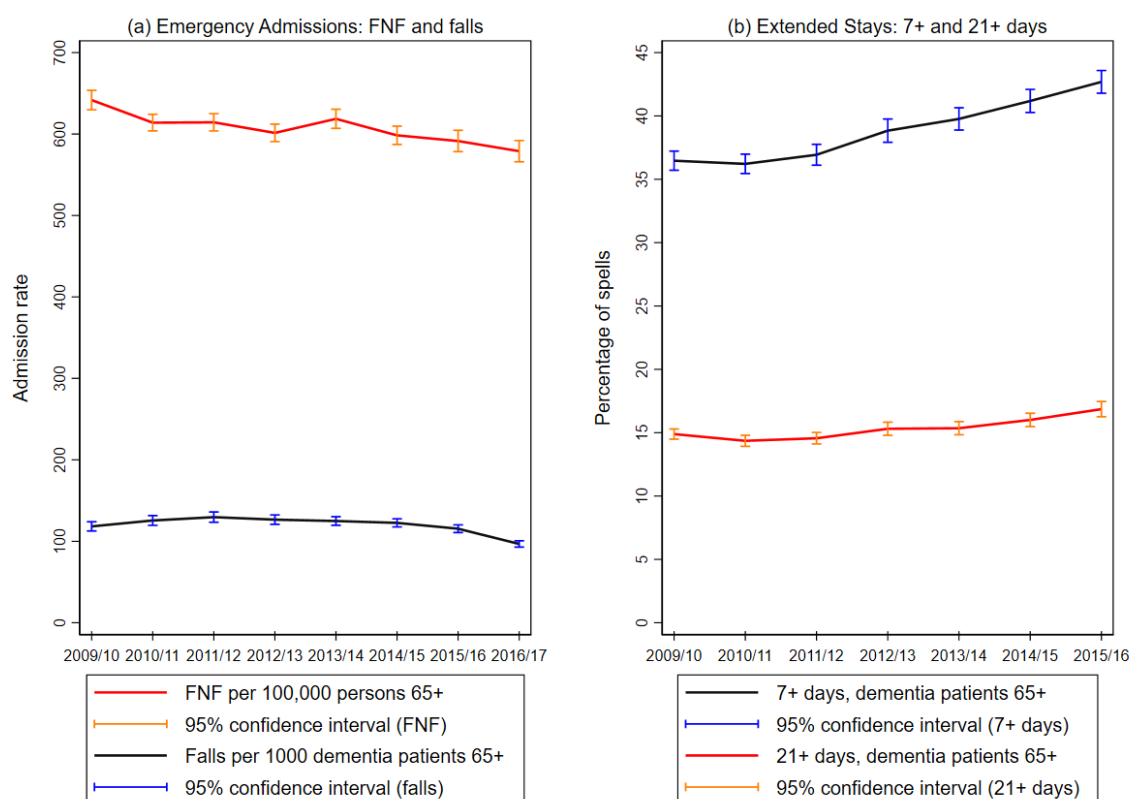 (a) Emergency Admissions: FNF and falls
Admission rate
700
600
500
400
300
200
100
0
2009/10 2010/11 2011/12 2012/13 2013/14 2014/15 2015/16 2016/17
FNF per 100,000 persons 65+
95% confidence interval (FNF)
Falls per 1000 dementia patients 65+
95% confidence interval (falls)
(b) Extended Stays: 7+ and 21+ days
Percentage of spells
45
40
35
30
25
20
15
10
5
0
2009/10 2010/11 2011/12 2012/13 2013/14 2014/15 2015/16
7+ days, dementia patients 65+
95% confidence interval (7+ days)
21+ days, dementia patients 65+
95% confidence interval (21+ days)